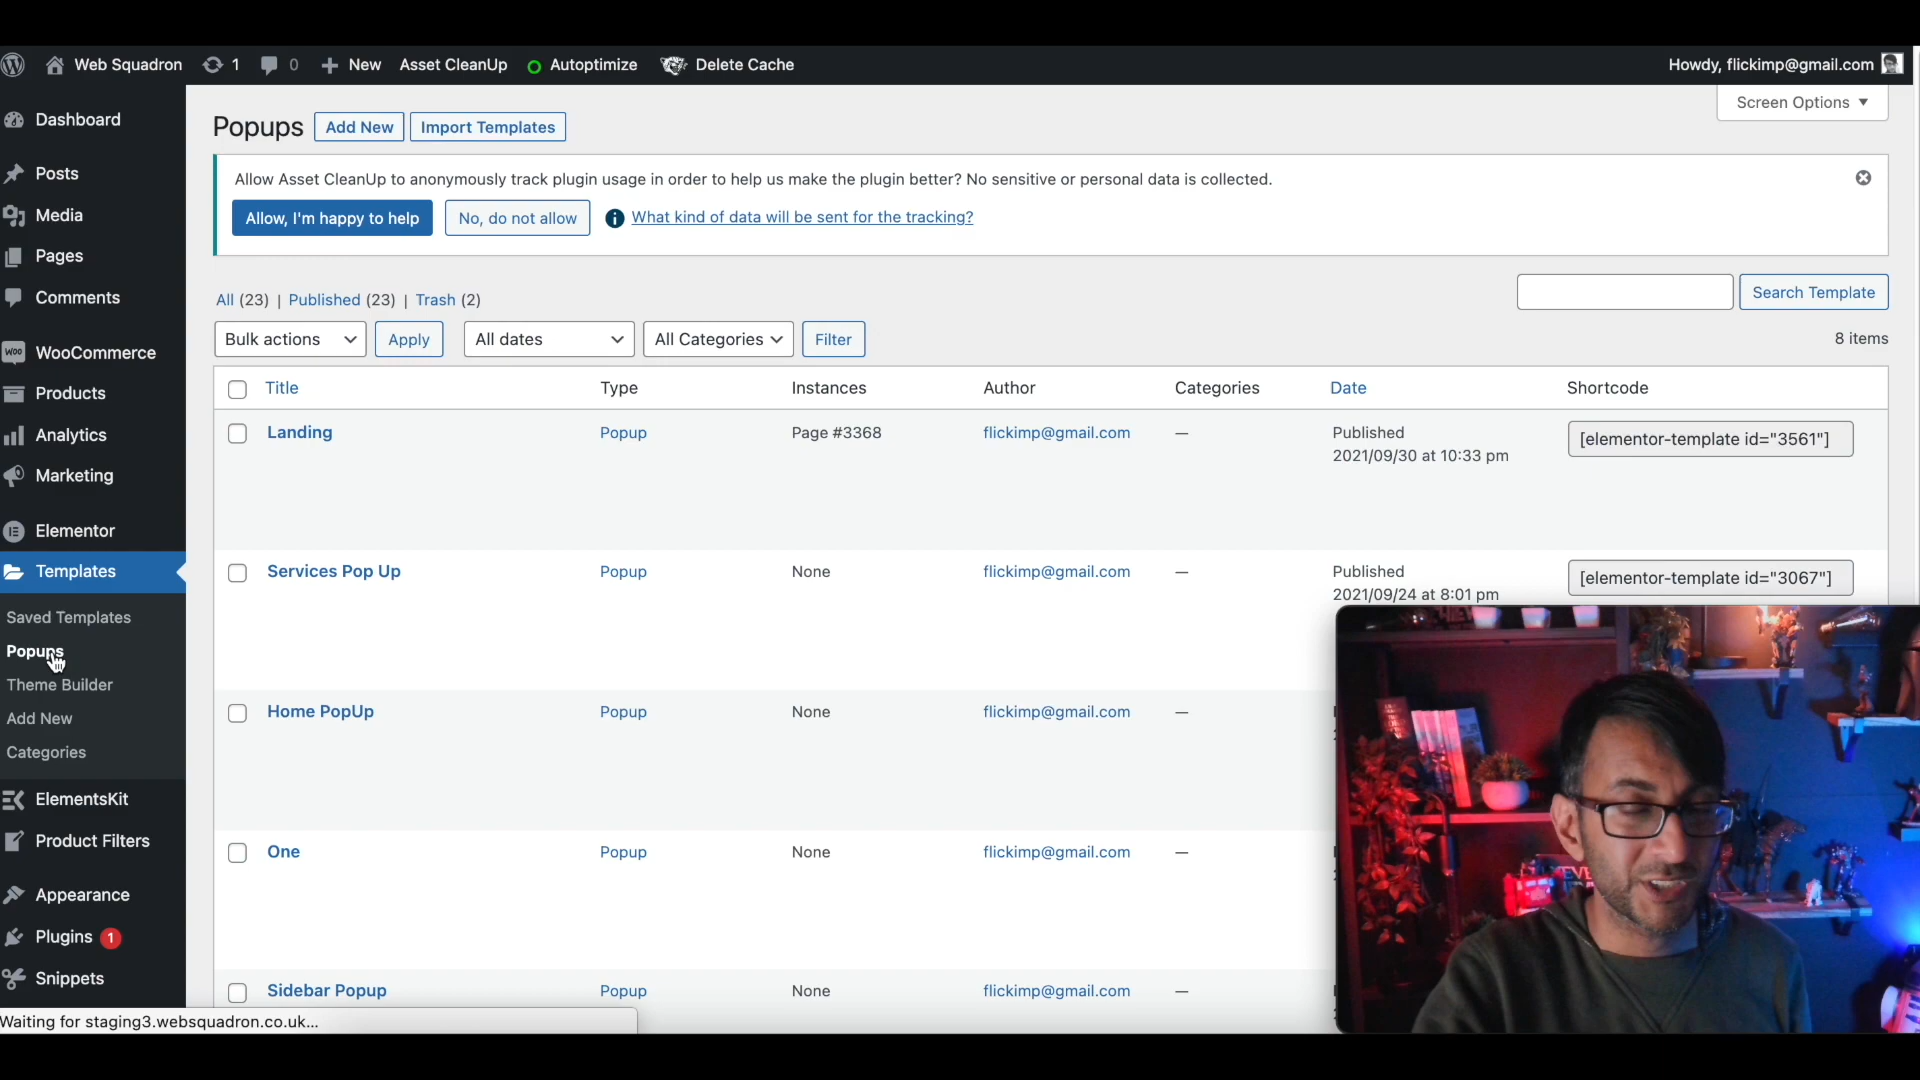 Web Squadron 1 0 New Asset CleanUp Autoptimize Delete Cache Howdy, flickimp@gmail.com
Screen Options
Dashboard
Posts
Media
Pages
Comments
WooCommerce
Products
Analytics
Marketing
Elementor
Templates
Saved Templates
Popups
Theme Builder
Add New
Categories
ElementsKit
Product Filters
Appearance
Plugins 1
Snippets
Waiting for staging3.websquadron.co.uk...
Popups Add New Import Templates
Allow Asset CleanUp to anonymously track plugin usage in order to help us make the plugin better? No sensitive or personal data is collected.
Allow, I'm happy to help No, do not allow What kind of data will be sent for the tracking?
All (23) | Published (23) | Trash (2)
Search Template
Bulk actions Apply All dates All Categories Filter 8 items
Title Type Instances Author Categories Date Shortcode
Landing Popup Page #3368 flickimp@gmail.com — Published [elementor-template id="3561"]
2021/09/30 at 10:33 pm
Services Pop Up Popup None flickimp@gmail.com — Published [elementor-template id="3067"]
2021/09/24 at 8:01 pm
Home PopUp Popup None flickimp@gmail.com —
One Popup None flickimp@gmail.com —
Sidebar Popup Popup None flickimp@gmail.com —